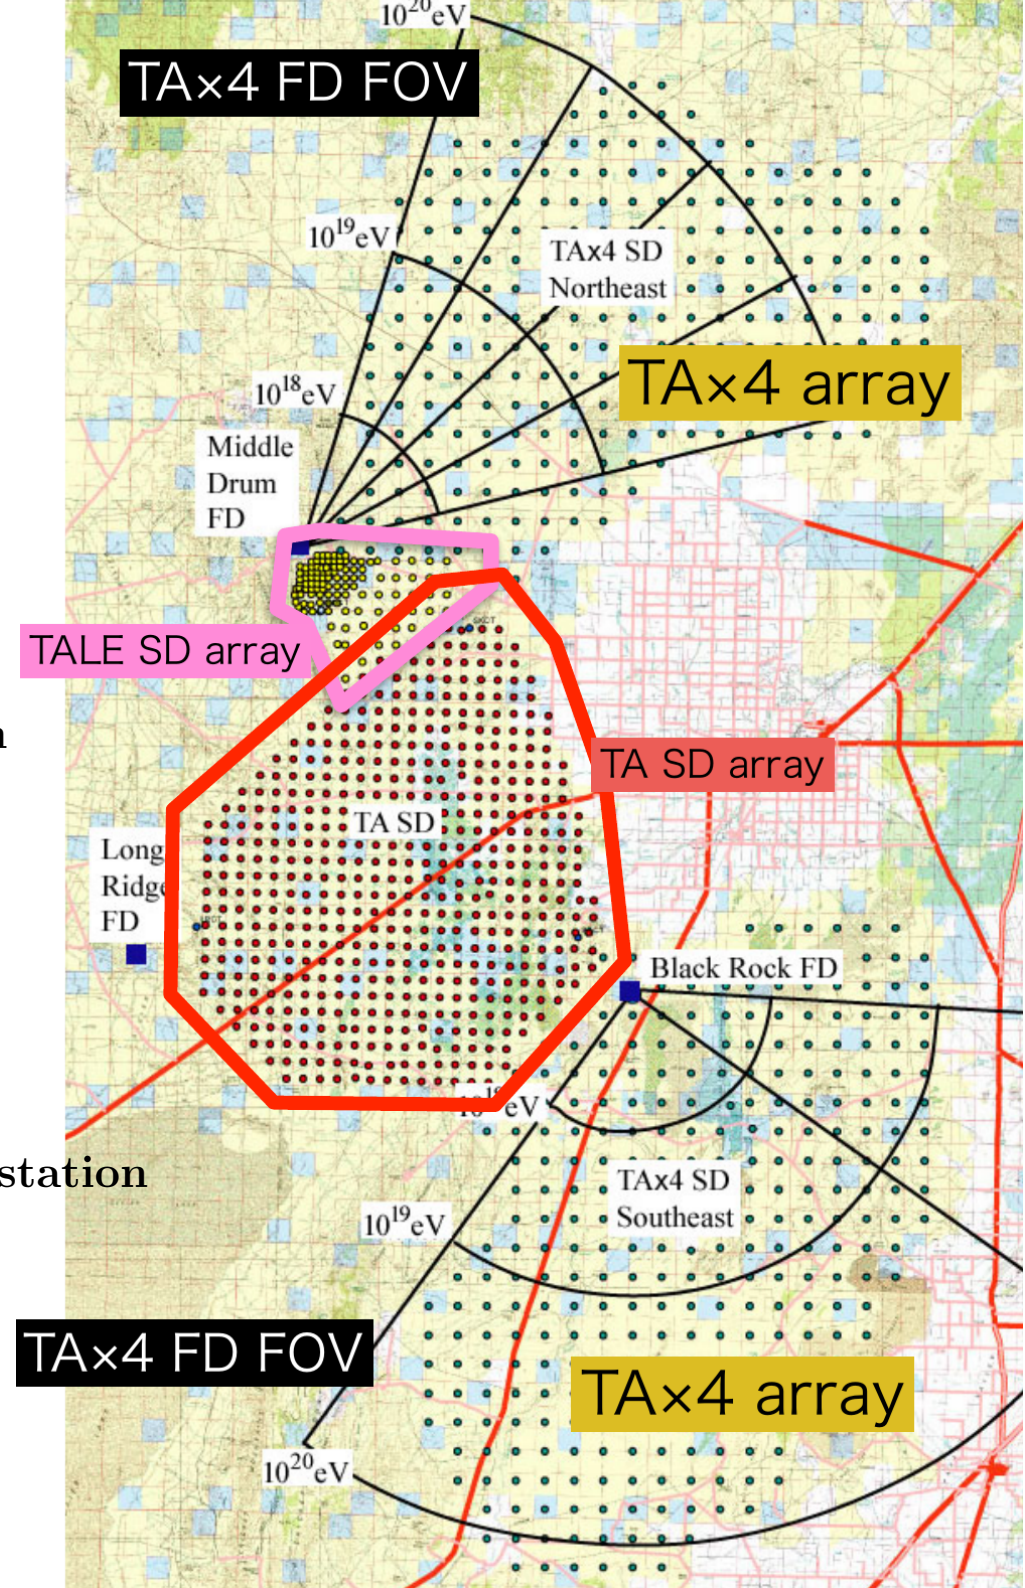 10²⁰eV
TA×4 FD FOV
10¹⁹eV
TAx4 SD
Northeast
TA×4 array
10¹⁸eV
Middle
Drum
FD
TALE SD array
TA SD array
TA SD
Long
Ridge
FD
Black Rock FD
10¹⁸eV
station
TAx4 SD
Southeast
10¹⁹eV
TA×4 FD FOV
TA×4 array
10²⁰eV